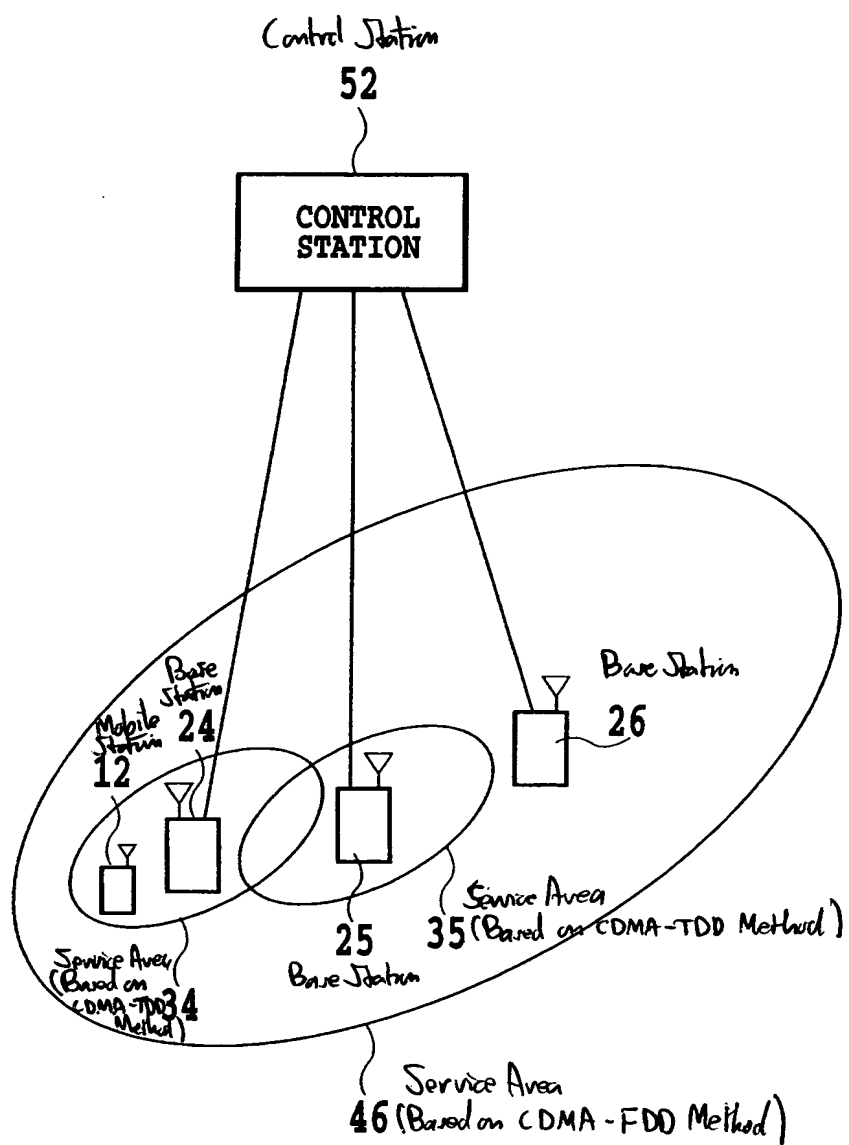 Control Station
52
CONTROL
STATION
Base
Station
24
Mobile
Station
12
Base Station
26
Service Area
35 (Based on CDMA-TDD Method)
25
Base Station
Service Area
(Based on
CDMA-TDD
Method)
34
Service Area
46 (Based on CDMA-FDD Method)